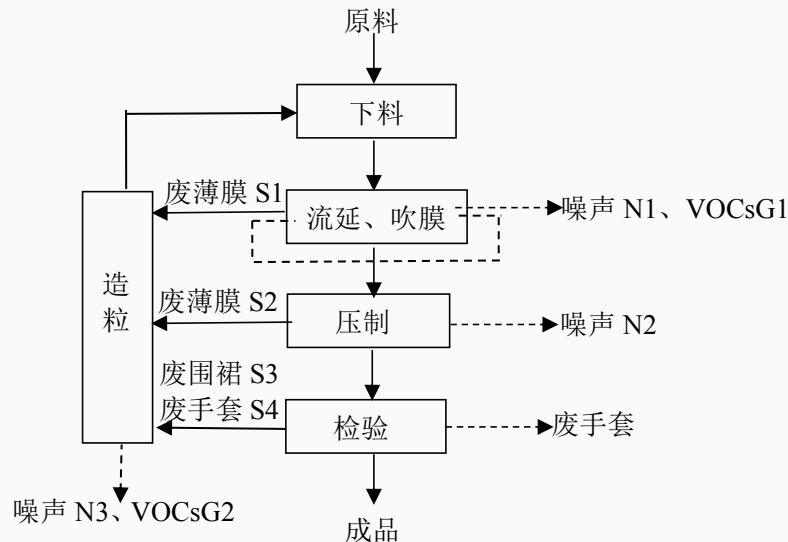 原料
下料
废薄膜 S1
流延、吹膜
噪声 N1、VOCsG1
造
粒
废薄膜 S2
压制
噪声 N2
废围裙 S3
废手套 S4
检验
废手套
噪声 N3、VOCsG2
成品